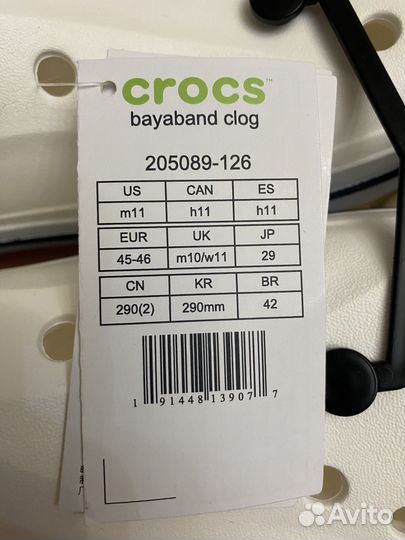 crocs™
bayaband clog
205089-126
US CAN ES
m11 h11 h11
EUR UK JP
45-46 m10/w11 29
CN KR BR
290(2) 290mm 42
1 91448 13907 7
Avito